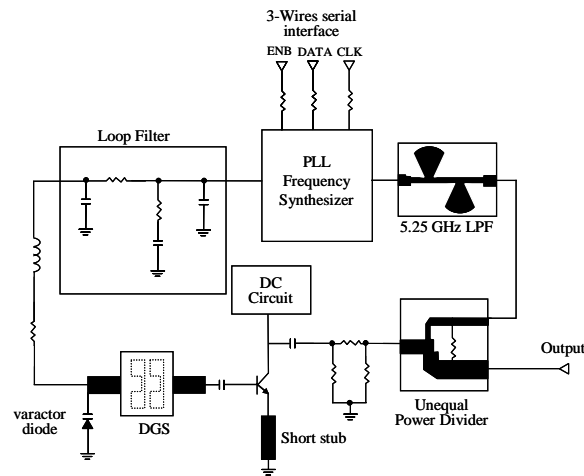 3-Wires serial
interface
ENB DATA CLK
Loop Filter
PLL
Frequency
Synthesizer
5.25 GHz LPF
DC
Circuit
Output
varactor
diode
DGS
Short stub
Unequal
Power Divider